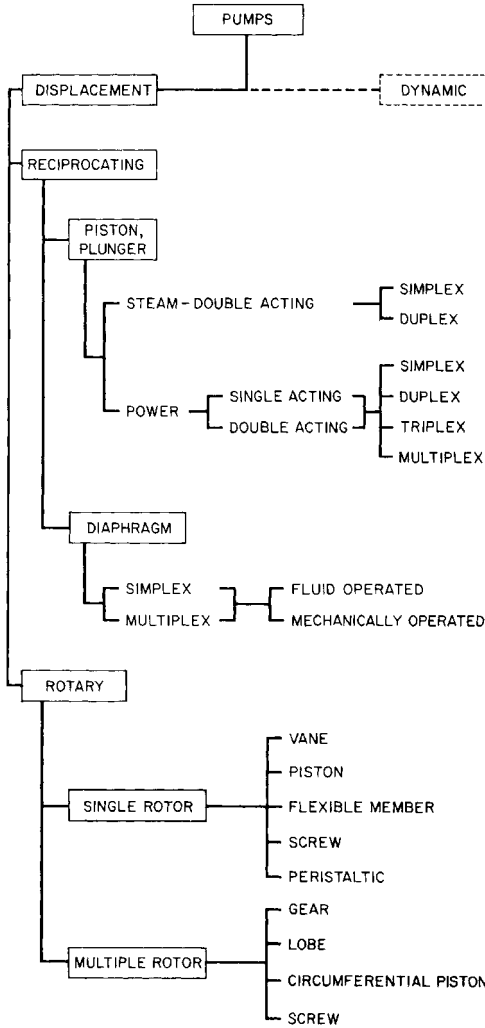 PUMPS
DISPLACEMENT
DYNAMIC
RECIPROCATING
PISTON,
PLUNGER
STEAM-DOUBLE ACTING
SIMPLEX
DUPLEX
POWER
SINGLE ACTING
DOUBLE ACTING
SIMPLEX
DUPLEX
TRIPLEX
MULTIPLEX
DIAPHRAGM
SIMPLEX
MULTIPLEX
FLUID OPERATED
MECHANICALLY OPERATED
ROTARY
SINGLE ROTOR
VANE
PISTON
FLEXIBLE MEMBER
SCREW
PERISTALTIC
MULTIPLE ROTOR
GEAR
LOBE
CIRCUMFERENTIAL PISTON
SCREW